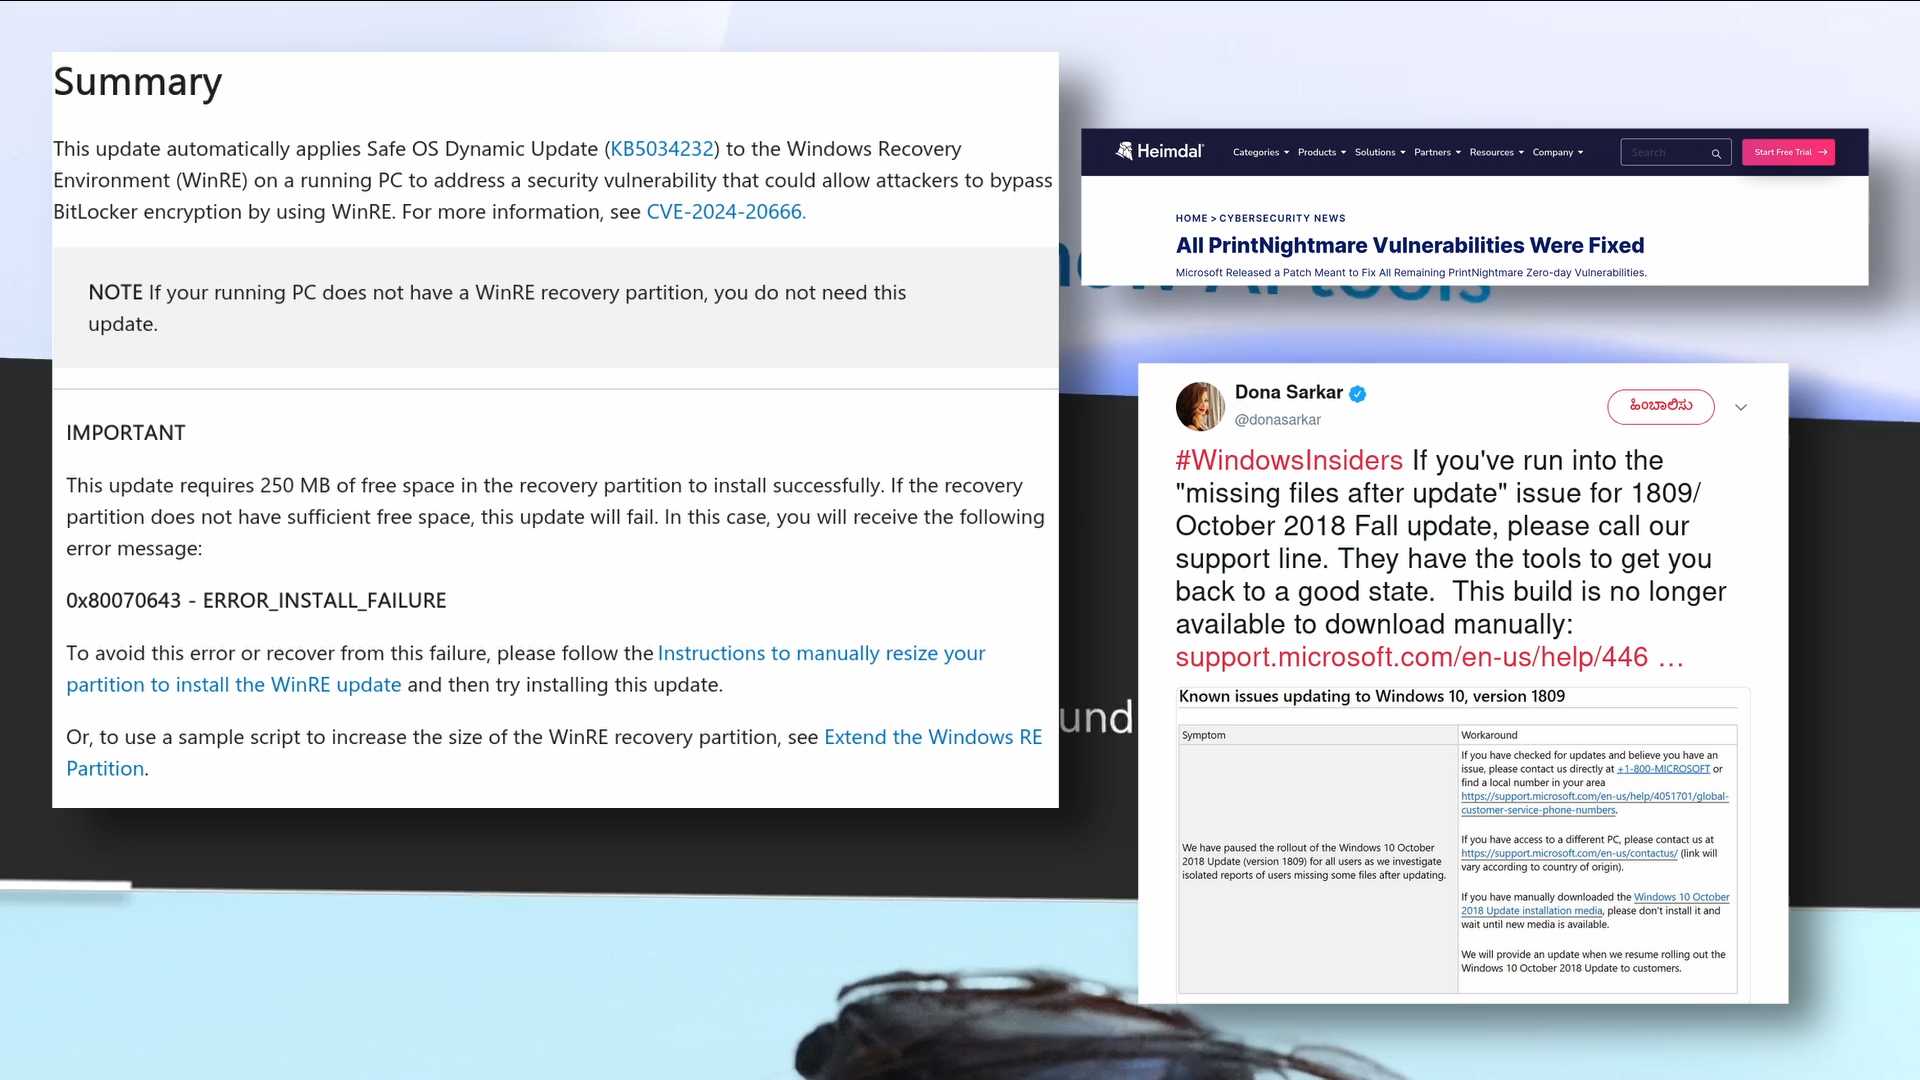 Summary
This update automatically applies Safe OS Dynamic Update (KB5034232) to the Windows Recovery
Environment (WinRE) on a running PC to address a security vulnerability that could allow attackers to bypass
BitLocker encryption by using WinRE. For more information, see CVE-2024-20666.
NOTE If your running PC does not have a WinRE recovery partition, you do not need this
update.
IMPORTANT
This update requires 250 MB of free space in the recovery partition to install successfully. If the recovery
partition does not have sufficient free space, this update will fail. In this case, you will receive the following
error message:
0x80070643 - ERROR_INSTALL_FAILURE
To avoid this error or recover from this failure, please follow the Instructions to manually resize your
partition to install the WinRE update and then try installing this update.
Or, to use a sample script to increase the size of the WinRE recovery partition, see Extend the Windows RE
Partition.
Heimdal
Categories Products Solutions Partners Resources Company
Search
Start Free Trial →
HOME > CYBERSECURITY NEWS
All PrintNightmare Vulnerabilities Were Fixed
Microsoft Released a Patch Meant to Fix All Remaining PrintNightmare Zero-day Vulnerabilities.
AI tools
und
Dona Sarkar
@donasarkar
ಹಿಂಬಾಲಿಸು
#WindowsInsiders If you've run into the
"missing files after update" issue for 1809/
October 2018 Fall update, please call our
support line. They have the tools to get you
back to a good state.  This build is no longer
available to download manually:
support.microsoft.com/en-us/help/446 …
Known issues updating to Windows 10, version 1809
Symptom
Workaround
We have paused the rollout of the Windows 10 October
2018 Update (version 1809) for all users as we investigate
isolated reports of users missing some files after updating.
If you have checked for updates and believe you have an
issue, please contact us directly at +1-800-MICROSOFT or
find a local number in your area
https://support.microsoft.com/en-us/help/4051701/global-
customer-service-phone-numbers.
If you have access to a different PC, please contact us at
https://support.microsoft.com/en-us/contactus/ (link will
vary according to country of origin).
If you have manually downloaded the Windows 10 October
2018 Update installation media, please don't install it and
wait until new media is available.
We will provide an update when we resume rolling out the
Windows 10 October 2018 Update to customers.